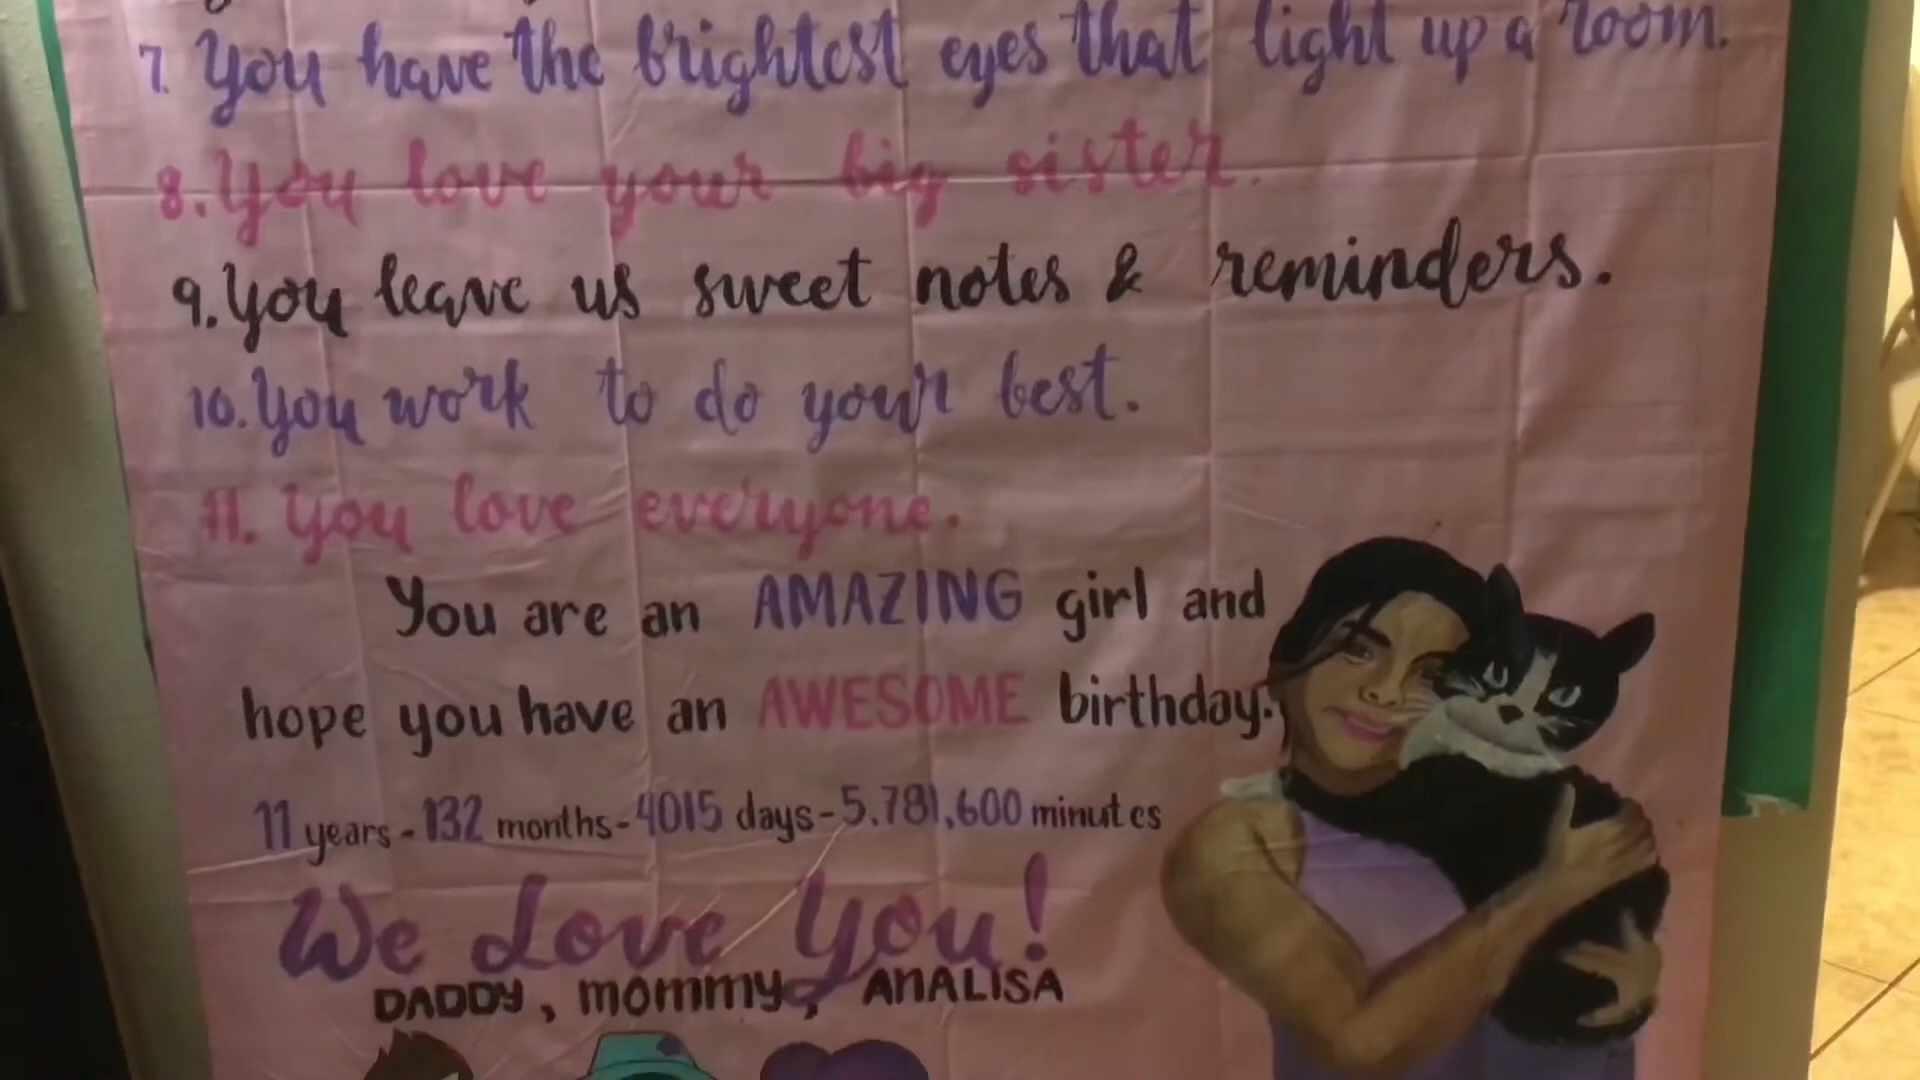 7. You have the brightest eyes that light up a room.
8. You love your big sister.
9. You leave us sweet notes & reminders.
10. You work to do your best.
11. You love everyone.
You are an AMAZING girl and
hope you have an AWESOME birthday.
11 years - 132 months - 4015 days - 5.781,600 minutes
We Love You!
DADDY, mommy, ANALISA